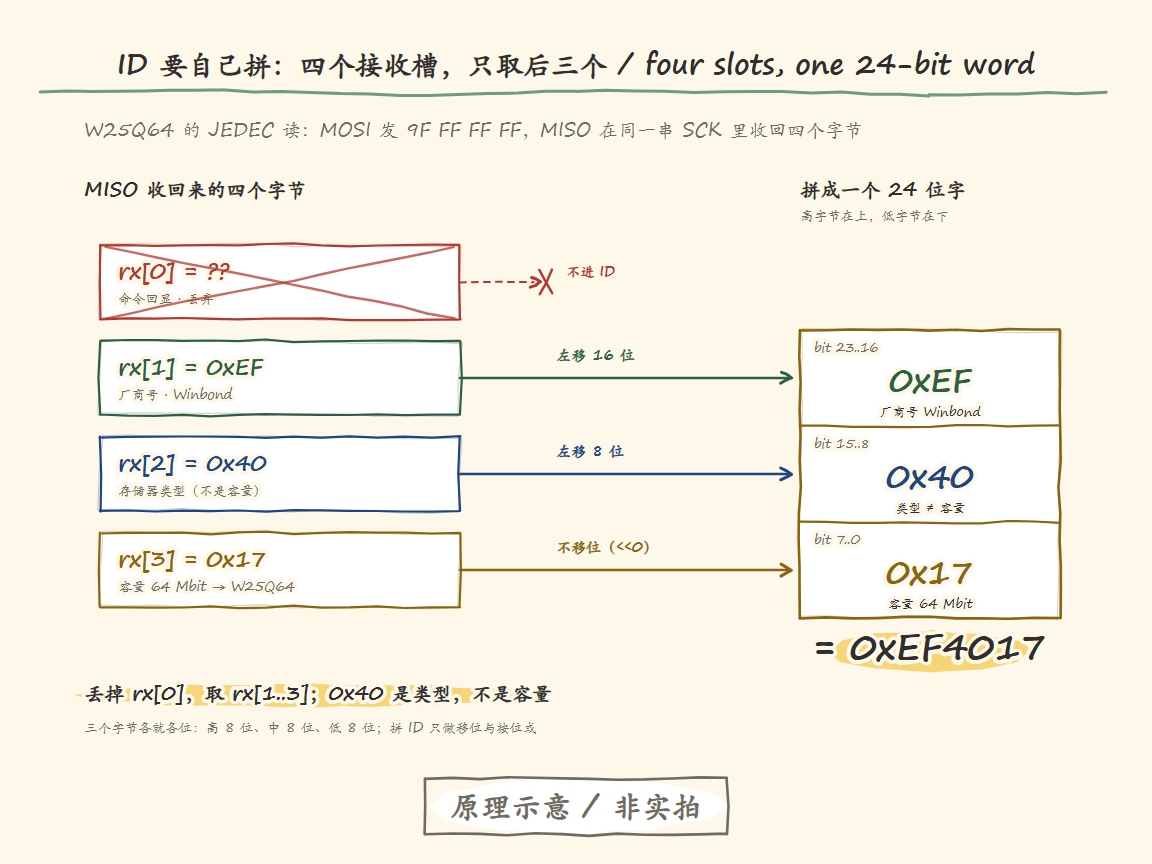 ID 要自己拼：四个接收槽，只取后三个 / four slots, one 24-bit word
W25Q64 的 JEDEC 读：MOSI 发 9F FF FF FF，MISO 在同一串 SCK 里收回四个字节
MISO 收回来的四个字节
拼成一个 24 位字
高字节在上，低字节在下
rx[0] = ??
命令回显 · 丢弃
不进 ID
rx[1] = 0xEF
厂商号 · Winbond
左移 16 位
bit 23..16
0xEF
厂商号 Winbond
rx[2] = 0x40
存储器类型（不是容量）
左移 8 位
bit 15..8
0x40
类型 ≠ 容量
rx[3] = 0x17
容量 64 Mbit → W25Q64
不移位（<<0）
bit 7..0
0x17
容量 64 Mbit
= 0xEF4017
丢掉 rx[0]，取 rx[1..3]；0x40 是类型，不是容量
三个字节各就各位：高 8 位、中 8 位、低 8 位；拼 ID 只做移位与按位或
原理示意 / 非实拍